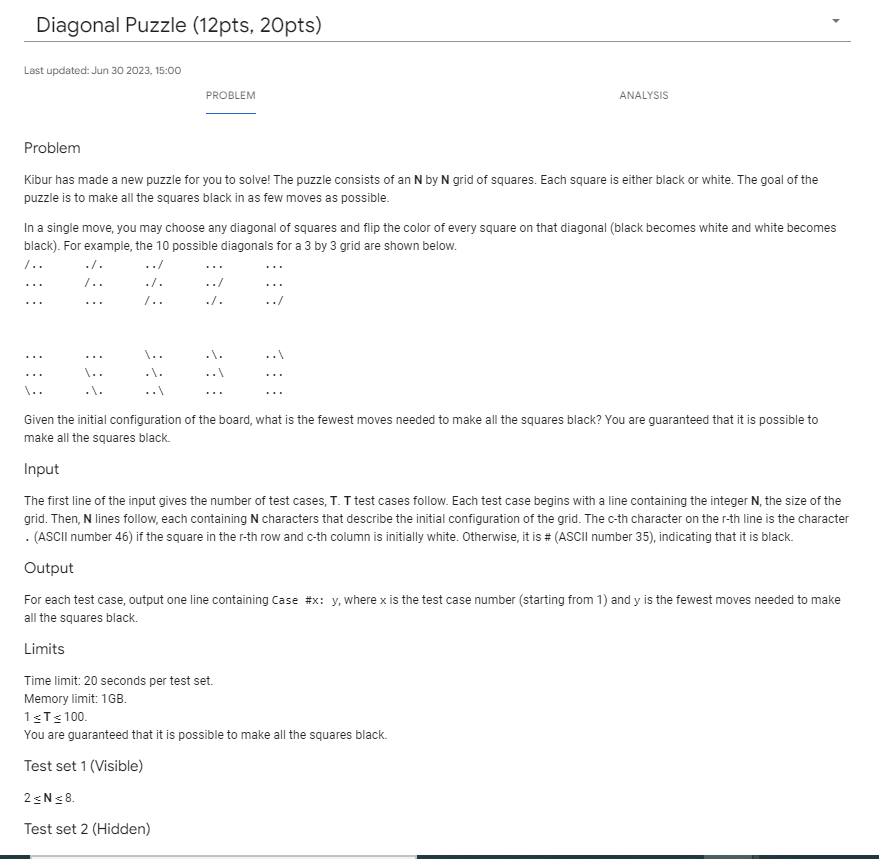 Diagonal Puzzle (12pts, 20pts)
Last updated: Jun 30 2023, 15:00
PROBLEM ANALYSIS
Problem
Kibur has made a new puzzle for you to solve! The puzzle consists of an N by N grid of squares. Each square is either black or white. The goal of the
puzzle is to make all the squares black in as few moves as possible.
In a single move, you may choose any diagonal of squares and flip the color of every square on that diagonal (black becomes white and white becomes
black). For example, the 10 possible diagonals for a 3 by 3 grid are shown below.
/.. ./. ../ ... ...
... /.. ./. ../ ...
... ... /.. ./. ../
... ... \.. .\. ..\
... \.. .\. ..\ ...
\.. .\. ..\ ... ...
Given the initial configuration of the board, what is the fewest moves needed to make all the squares black? You are guaranteed that it is possible to
make all the squares black.
Input
The first line of the input gives the number of test cases, T. T test cases follow. Each test case begins with a line containing the integer N, the size of the
grid. Then, N lines follow, each containing N characters that describe the initial configuration of the grid. The c-th character on the r-th line is the character
. (ASCII number 46) if the square in the r-th row and c-th column is initially white. Otherwise, it is # (ASCII number 35), indicating that it is black.
Output
For each test case, output one line containing Case #x: y, where x is the test case number (starting from 1) and y is the fewest moves needed to make
all the squares black.
Limits
Time limit: 20 seconds per test set.
Memory limit: 1GB.
1 ≤ T ≤ 100.
You are guaranteed that it is possible to make all the squares black.
Test set 1 (Visible)
2 ≤ N ≤ 8.
Test set 2 (Hidden)